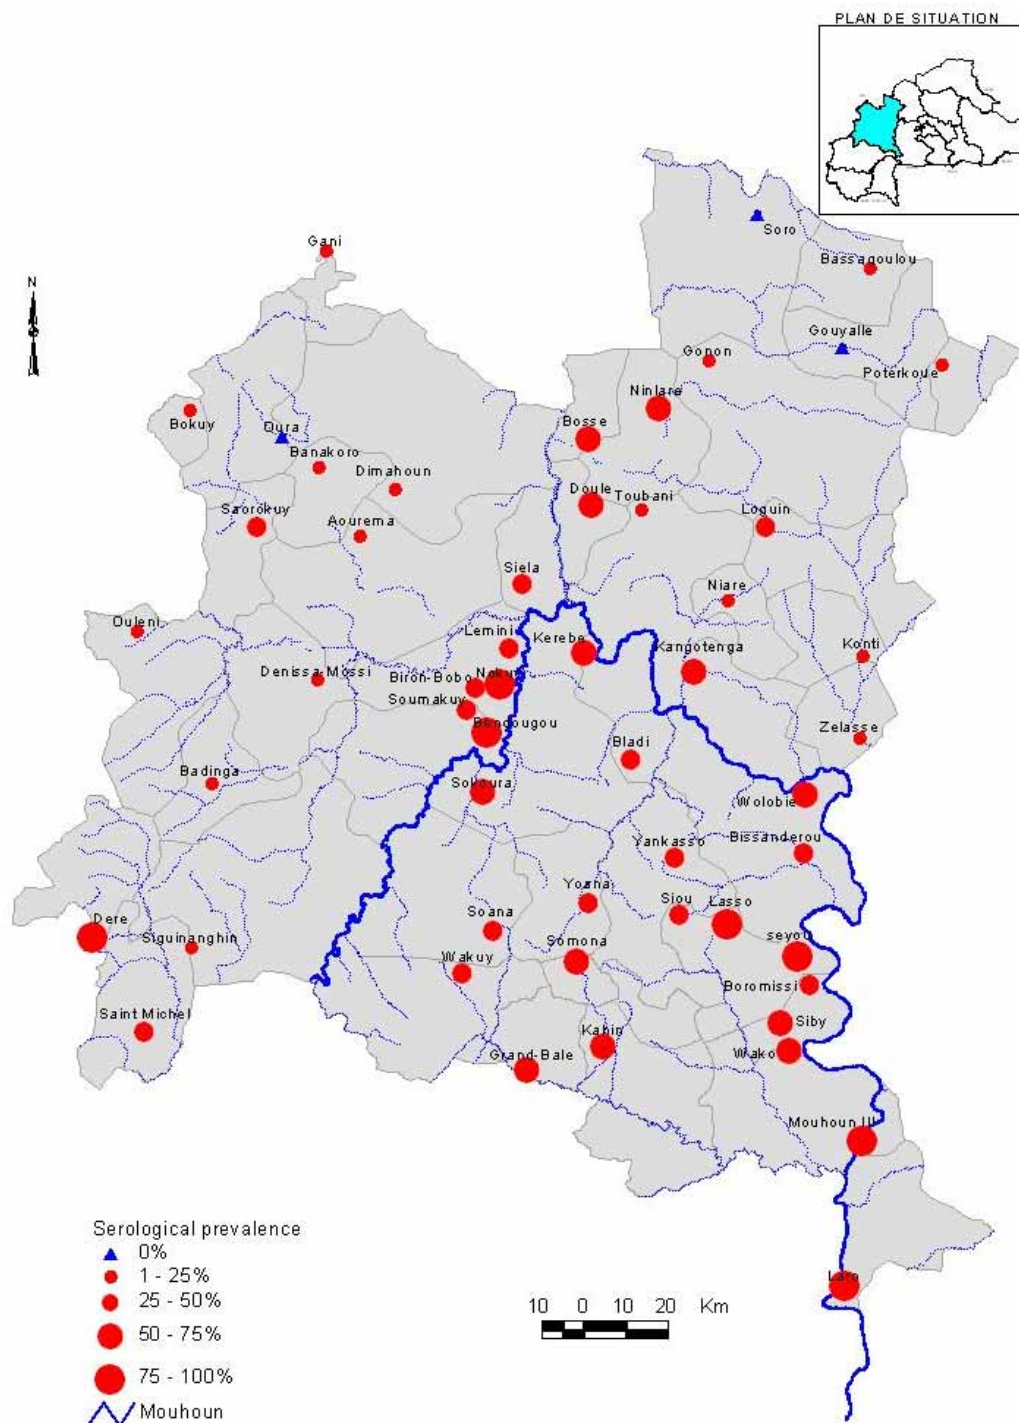 PLAN DE SITUATION
Soro
Gani
Bassagoulou
N
Gouyalle
Gonon
Poterkoue
Ninlare
Bokuy
Bosse
Oura
Banakoro
Dimahoun
Doule
Toubani
Saorokuy
Loguin
Aourema
Siela
Niare
Ouleni
Lemini
Kerebe
Kangotenga
Konti
Denissa-Mossi
Biron-Bobo
Soumakuy
Zelasse
Bladi
Badinga
Sokoura
Wolobie
Yankasso
Bissanderou
Yoana
Siou
Lasso
Dere
Soana
seyou
Siguinanghin
Somona
Wakuy
Boromissi
Saint Michel
Siby
Kahin
Wako
Grand-Bale
Mouhoun III
Serological prevalence
0%
1 - 25%
25 - 50%
50 - 75%
75 - 100%
Mouhoun
Laro
10 0 10 20 Km